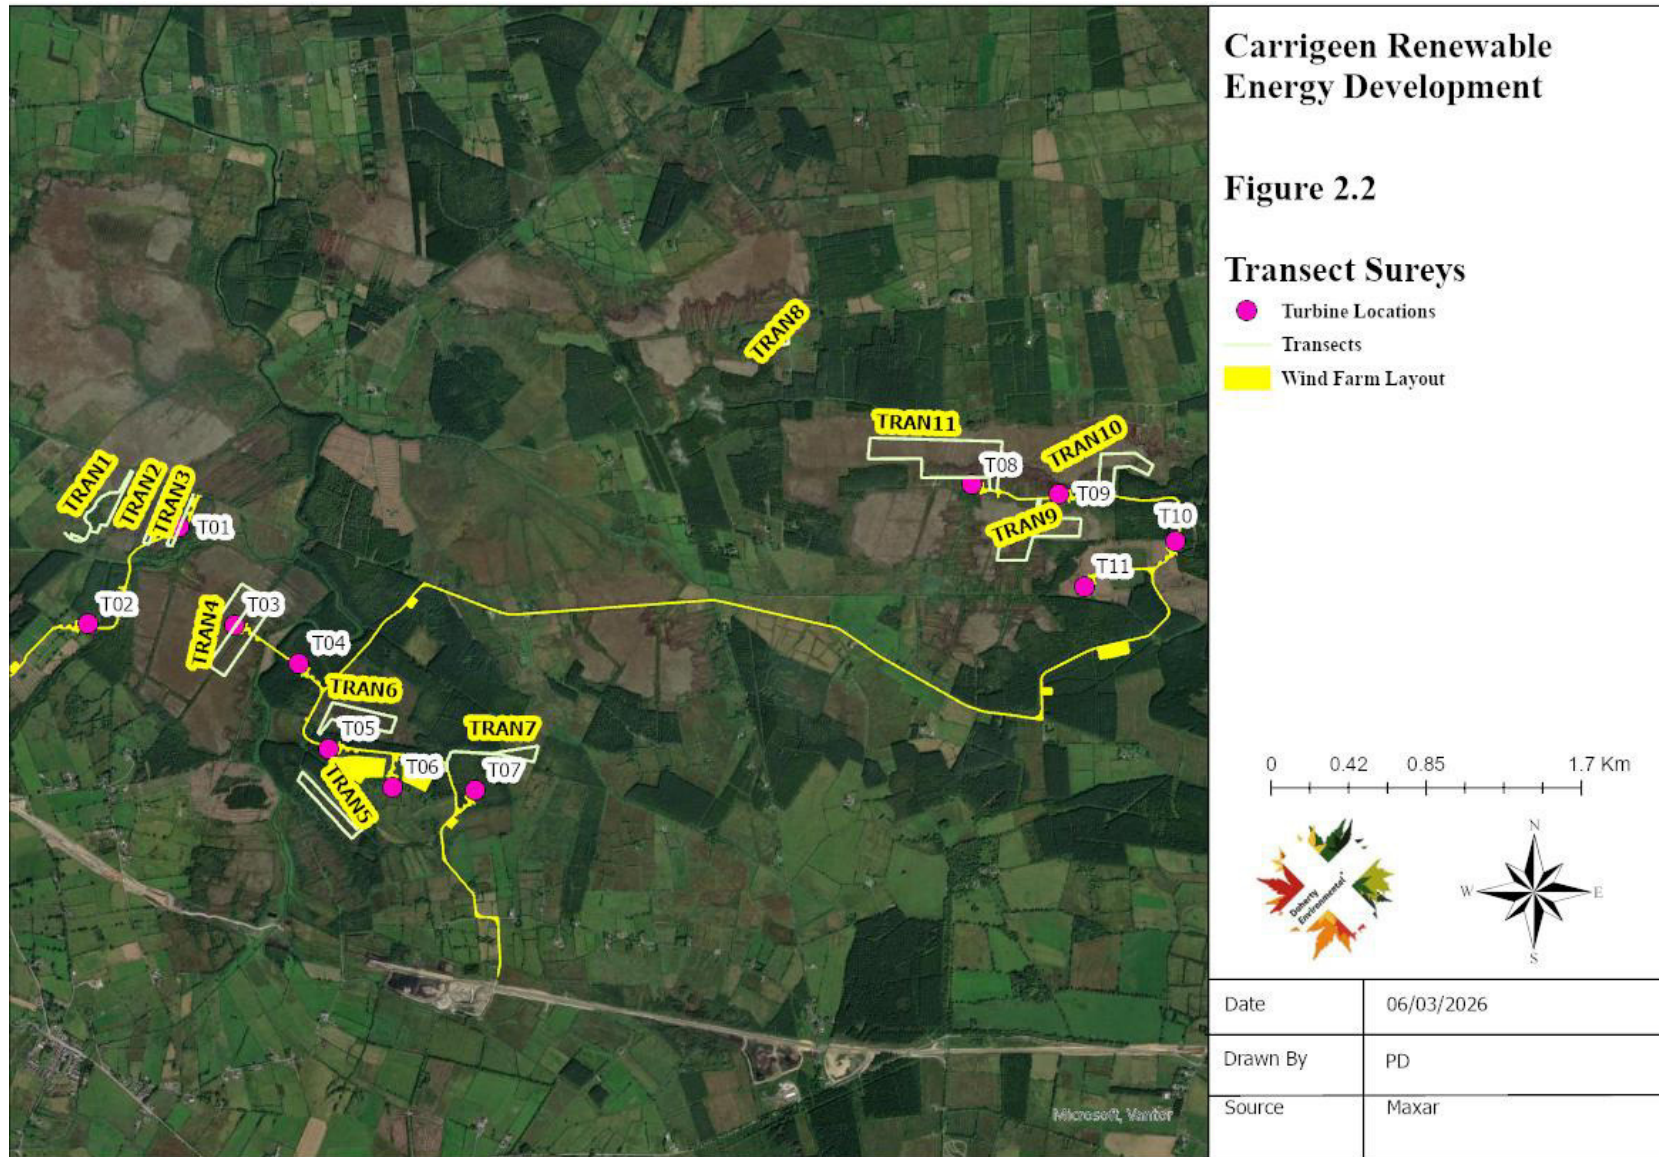 Carrigeen Renewable
Energy Development
Figure 2.2
Transect Sureys
Turbine Locations
Transects
Wind Farm Layout
TRAN8
TRAN11
TRAN10
T08
T09
TRAN9
T10
T11
TRAN1
TRAN2
TRAN3
T01
T02
TRAN4
T03
T04
TRAN6
T05
TRAN7
T06
T07
TRAN5
0 0.42 0.85 1.7 Km
N
W E
S
Doherty
Environmental
Date 06/03/2026
Drawn By PD
Source Maxar
Microsoft, Vantor